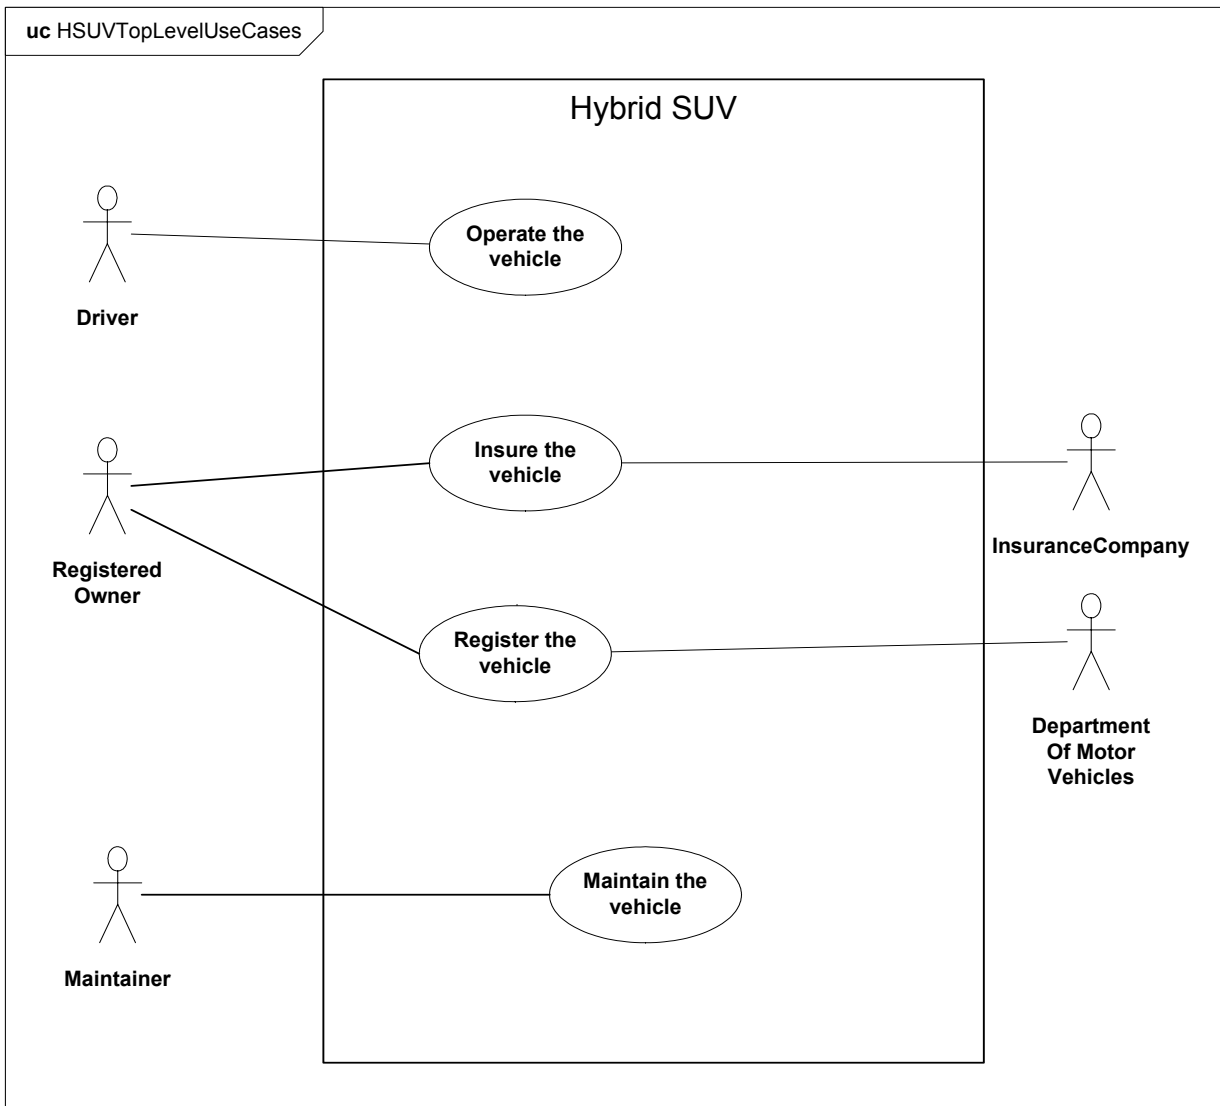 uc HSUVTopLevelUseCases
Hybrid SUV
Operate the
vehicle
Driver
Insure the
vehicle
InsuranceCompany
Registered
Owner
Register the
vehicle
Department
Of Motor
Vehicles
Maintain the
vehicle
Maintainer